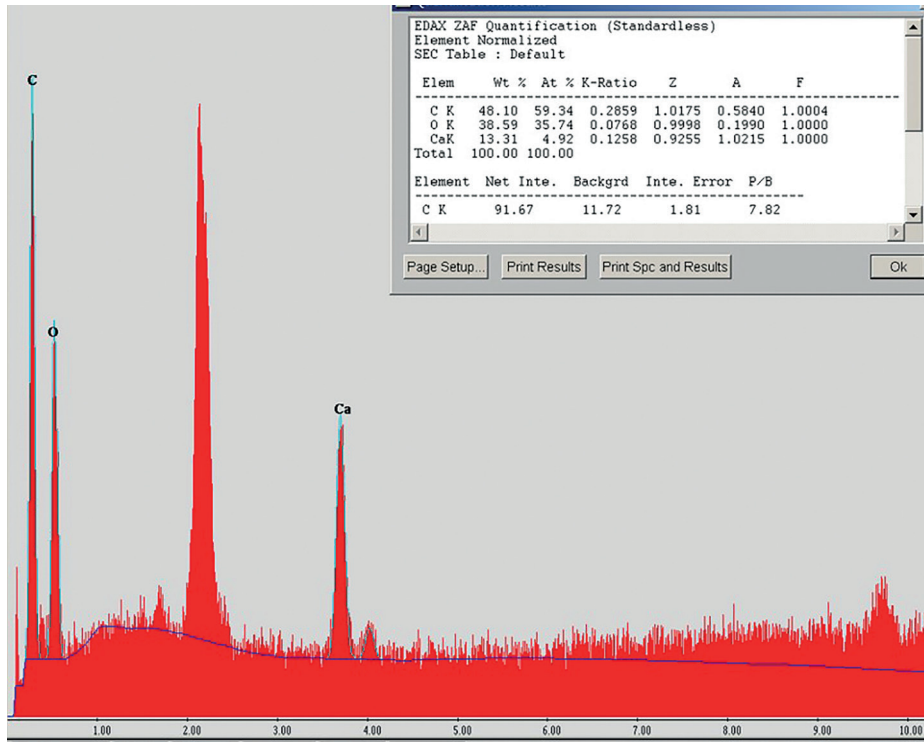 EDAX ZAF Quantification (Standardless)
Element Normalized
SEC Table : Default
Elem Wt % At % K-Ratio Z A F
C K 48.10 59.34 0.2859 1.0175 0.5840 1.0004
O K 38.59 35.74 0.0768 0.9998 0.1990 1.0000
CaK 13.31 4.92 0.1258 0.9255 1.0215 1.0000
Total 100.00 100.00
Element Net Inte. Backgrd Inte. Error P/B
C K 91.67 11.72 1.81 7.82
Page Setup... Print Results Print Spc and Results Ok
C
O
Ca
1.00 2.00 3.00 4.00 5.00 6.00 7.00 8.00 9.00 10.00